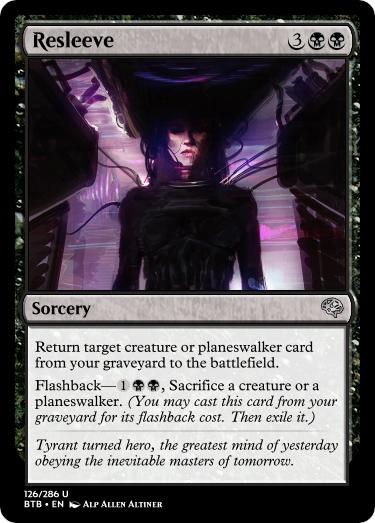 Resleeve 3
Sorcery
Return target creature or planeswalker card
from your graveyard to the battlefield.
Flashback—1, Sacrifice a creature or a
planeswalker. (You may cast this card from your
graveyard for its flashback cost. Then exile it.)
Tyrant turned hero, the greatest mind of yesterday
obeying the inevitable masters of tomorrow.
126/286 U
BTB • EN Alp Allen Altiner